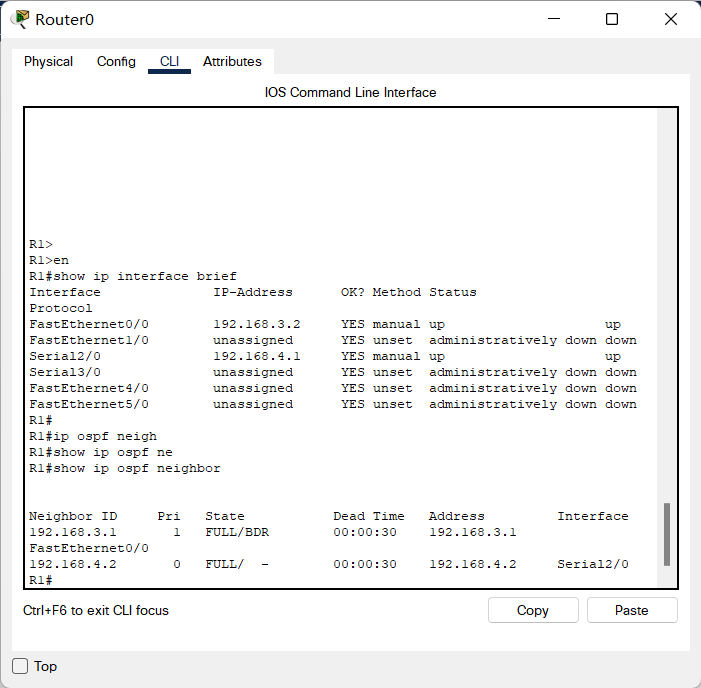 Router0
Physical Config CLI Attributes
IOS Command Line Interface
R1>
R1>en
R1#show ip interface brief
Interface              IP-Address      OK? Method Status
Protocol
FastEthernet0/0        192.168.3.2     YES manual up                    up
FastEthernet1/0        unassigned      YES unset  administratively down down
Serial2/0              192.168.4.1     YES manual up                    up
Serial3/0              unassigned      YES unset  administratively down down
FastEthernet4/0        unassigned      YES unset  administratively down down
FastEthernet5/0        unassigned      YES unset  administratively down down
R1#
R1#ip ospf neigh
R1#show ip ospf ne
R1#show ip ospf neighbor
Neighbor ID     Pri   State           Dead Time   Address         Interface
192.168.3.1       1   FULL/BDR        00:00:30    192.168.3.1
FastEthernet0/0
192.168.4.2       0   FULL/  -        00:00:30    192.168.4.2     Serial2/0
R1#
Ctrl+F6 to exit CLI focus
Copy
Paste
Top